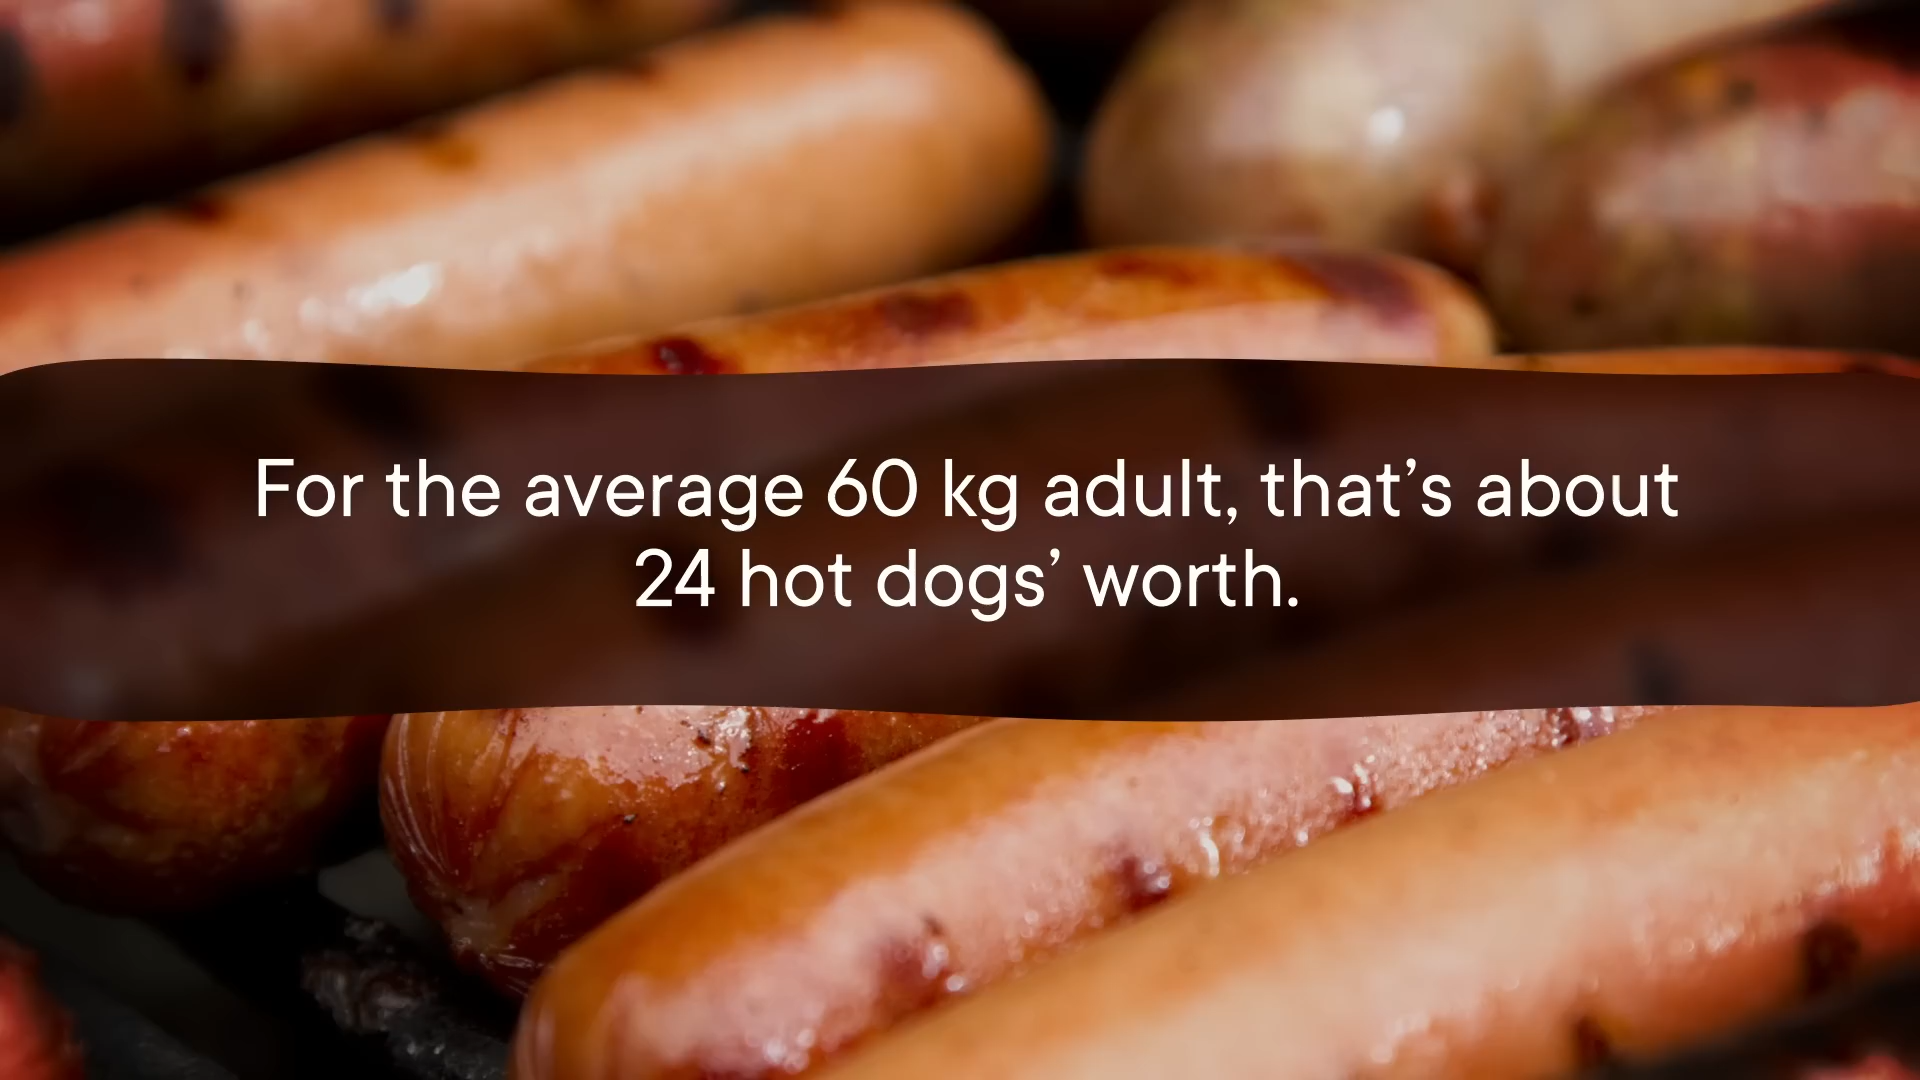 For the average 60 kg adult, that’s about
24 hot dogs’ worth.